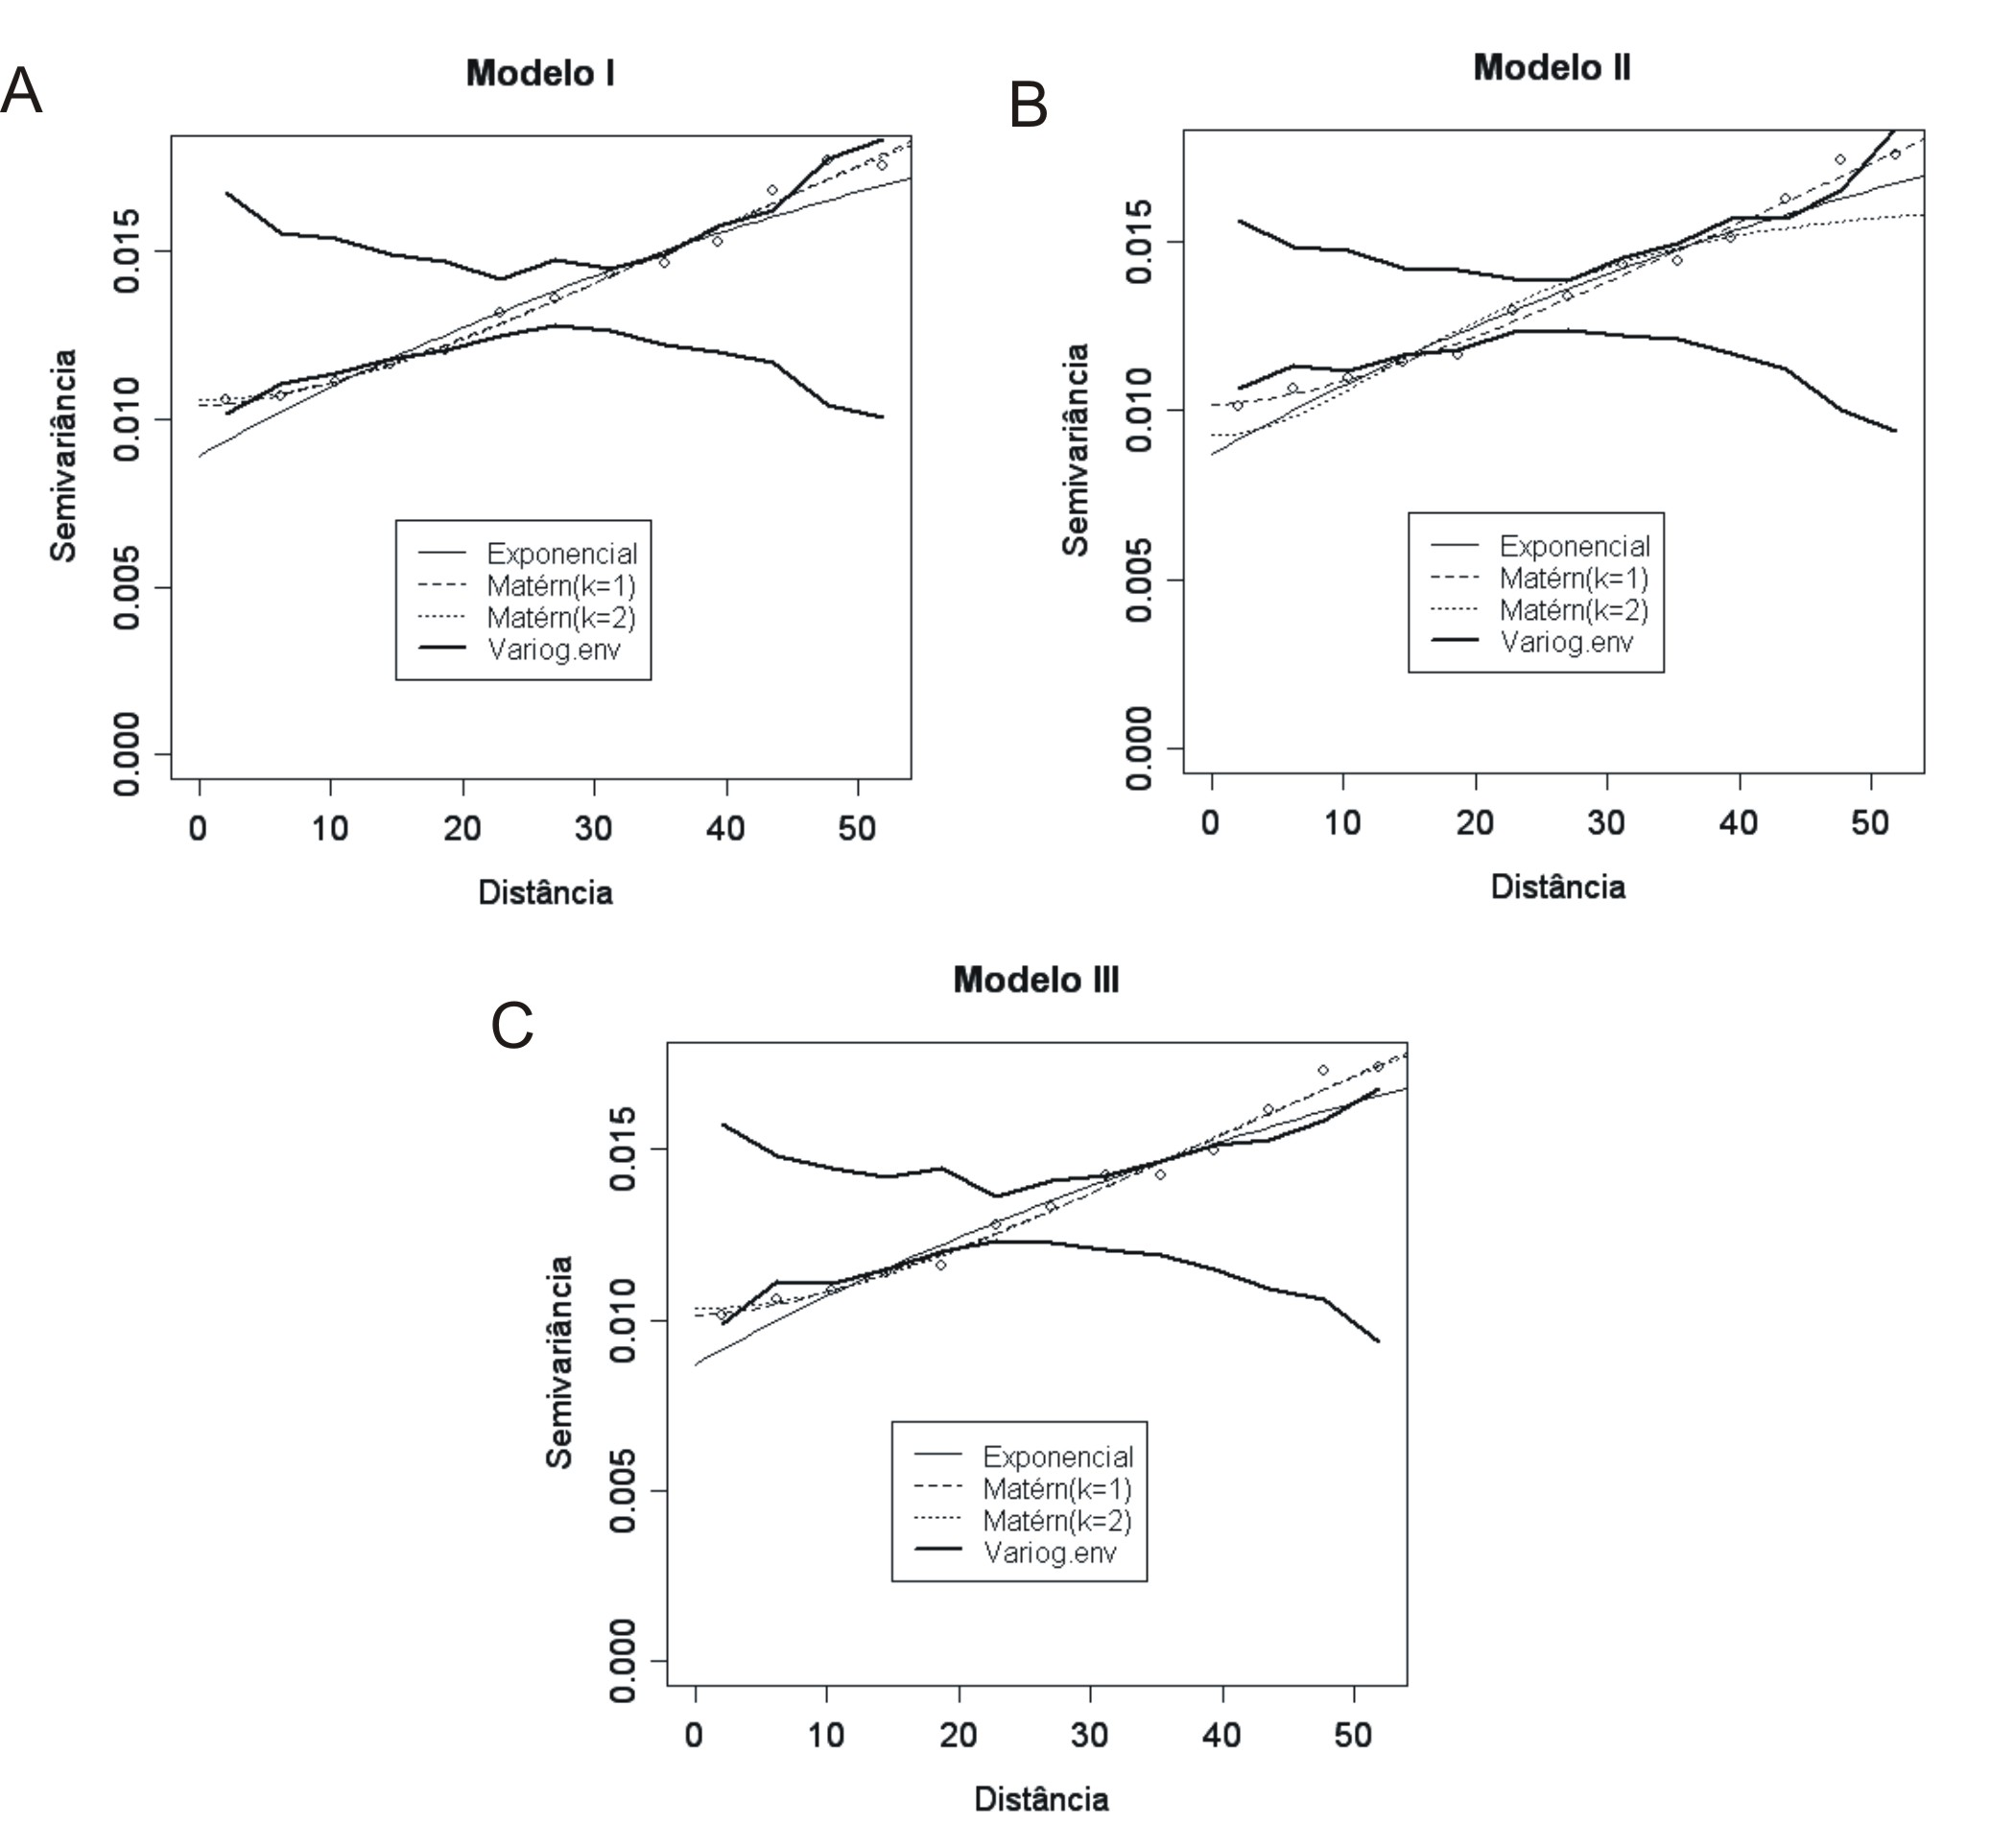 A
Modelo I
Semivariância
0.015
0.010
0.005
0.000
Exponencial
Matérn(k=1)
Matérn(k=2)
Variog.env
0 10 20 30 40 50
Distância
B
Modelo II
Semivariância
0.015
0.010
0.005
0.000
Exponencial
Matérn(k=1)
Matérn(k=2)
Variog.env
0 10 20 30 40 50
Distância
C
Modelo III
Semivariância
0.015
0.010
0.005
0.000
Exponencial
Matérn(k=1)
Matérn(k=2)
Variog.env
0 10 20 30 40 50
Distância